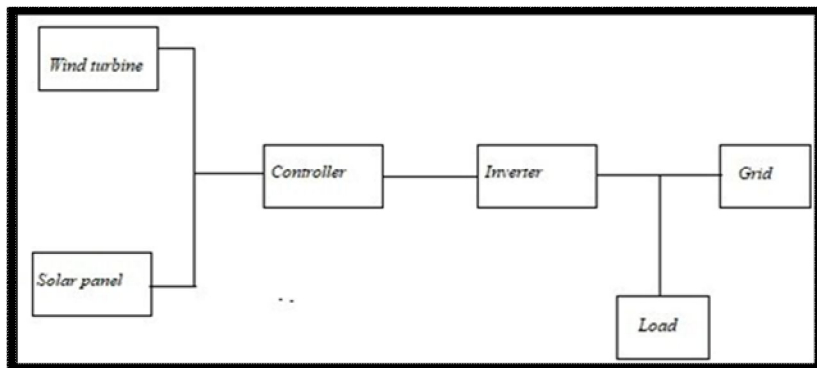 Wind turbine
Controller
Inverter
Grid
Solar panel
Load